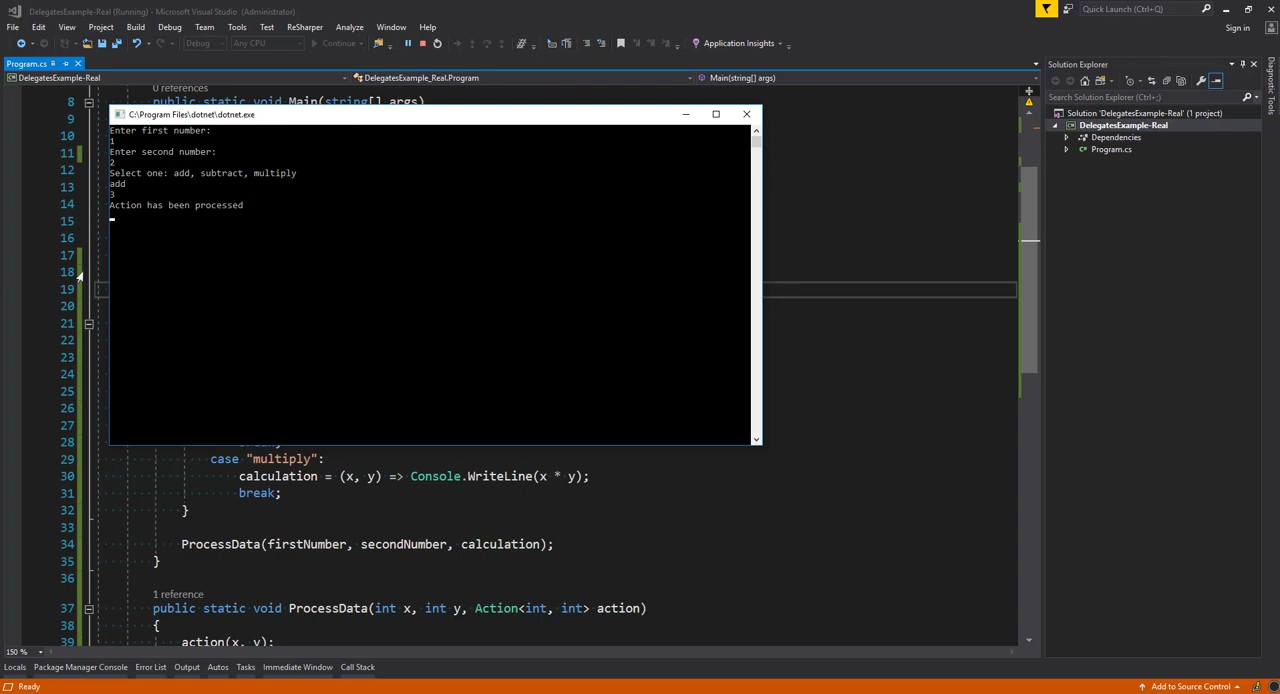 DelegatesExample-Real (Running) - Microsoft Visual Studio (Administrator)
Quick Launch (Ctrl+Q)
File Edit View Project Build Debug Team Tools Test ReSharper Analyze Window Help
Sign in
Debug Any CPU Continue Application Insights
Program.cs
DelegatesExample-Real DelegatesExample_Real.Program Main(string[] args)
0 references
8 public static void Main(string[] args)
C:\Program Files\dotnet\dotnet.exe
Enter first number:
1
Enter second number:
2
Select one: add, subtract, multiply
add
3
Action has been processed
9
10
11
12
13
14
15
16
17
18
19
20
21
22
23
24
25
26
27
28
29 case "multiply":
30 calculation = (x, y) => Console.WriteLine(x * y);
31 break;
32 }
33
34 ProcessData(firstNumber, secondNumber, calculation);
35 }
36
1 reference
37 public static void ProcessData(int x, int y, Action<int, int> action)
38 {
39 action(x, y);
150 %
Solution Explorer
Search Solution Explorer (Ctrl+;)
Solution 'DelegatesExample-Real' (1 project)
DelegatesExample-Real
Dependencies
Program.cs
Diagnostic Tools
Locals Package Manager Console Error List Output Autos Tasks Immediate Window Call Stack
Ready Add to Source Control